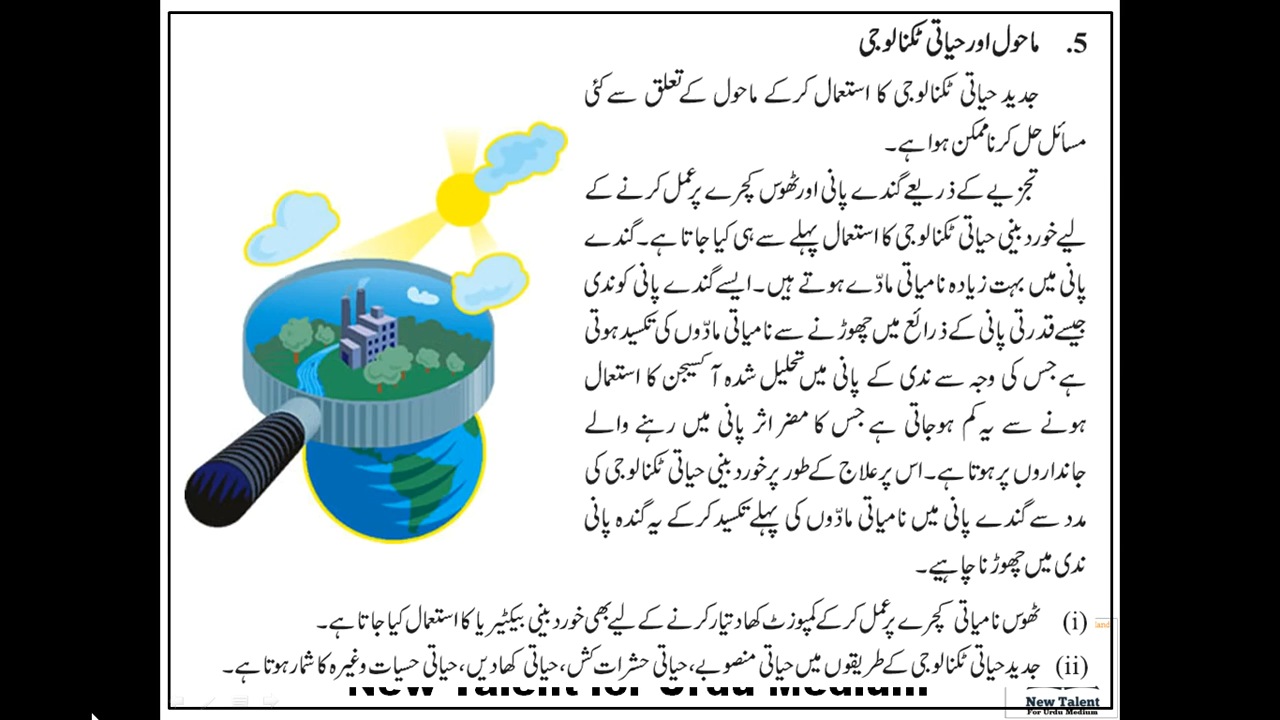 5. ماحول اور حیاتی ٹکنالوجی
جدید حیاتی ٹکنالوجی کا استعمال کرکے ماحول کے تعلق سے کئی
مسائل حل کرنا ممکن ہوا ہے۔
تجزیے کے ذریعے گندے پانی اور ٹھوس کچرے پر عمل کرنے کے
لیے خورد بینی حیاتی ٹکنالوجی کا استعمال پہلے سے ہی کیا جاتا ہے۔ گندے
پانی میں بہت زیادہ نامیاتی مادّے ہوتے ہیں۔ ایسے گندے پانی کو ندی
جیسے قدرتی پانی کے ذرائع میں چھوڑنے سے نامیاتی مادّوں کی تکسید ہوتی
ہے جس کی وجہ سے ندی کے پانی میں تحلیل شدہ آکسیجن کا استعمال
ہونے سے یہ کم ہوجاتی ہے جس کا مضر اثر پانی میں رہنے والے
جانداروں پر ہوتا ہے۔ اس پر علاج کے طور پر خورد بینی حیاتی ٹکنالوجی کی
مدد سے گندے پانی میں نامیاتی مادّوں کی پہلے تکسید کرکے یہ گندہ پانی
ندی میں چھوڑنا چاہیے۔
(i) ٹھوس نامیاتی کچرے پر عمل کرکے کمپوزٹ کھاد تیار کرنے کے لیے بھی خورد بینی بیکٹیریا کا استعمال کیا جاتا ہے۔
(ii) جدید حیاتی ٹکنالوجی کے طریقوں میں حیاتی منصوبے، حیاتی حشرات کش، حیاتی کھادیں، حیاتی حسیات وغیرہ کا شمار ہوتا ہے۔
New Talent for Urdu Medium
New Talent
For Urdu Medium